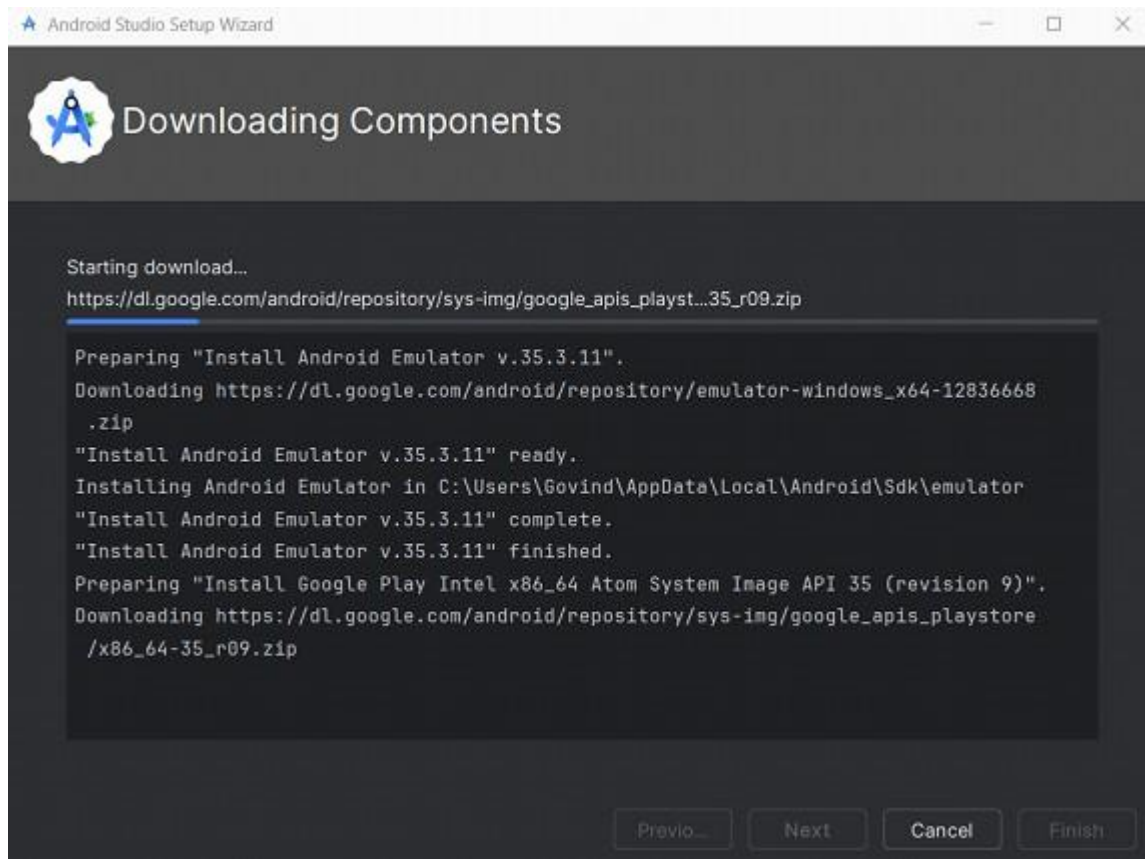 Android Studio Setup Wizard
Downloading Components
Starting download...
https://dl.google.com/android/repository/sys-img/google_apis_playst...35_r09.zip
Preparing "Install Android Emulator v.35.3.11".
Downloading https://dl.google.com/android/repository/emulator-windows_x64-12836668
.zip
"Install Android Emulator v.35.3.11" ready.
Installing Android Emulator in C:\Users\Govind\AppData\Local\Android\Sdk\emulator
"Install Android Emulator v.35.3.11" complete.
"Install Android Emulator v.35.3.11" finished.
Preparing "Install Google Play Intel x86_64 Atom System Image API 35 (revision 9)".
Downloading https://dl.google.com/android/repository/sys-img/google_apis_playstore
/x86_64-35_r09.zip
Previo... Next Cancel Finish